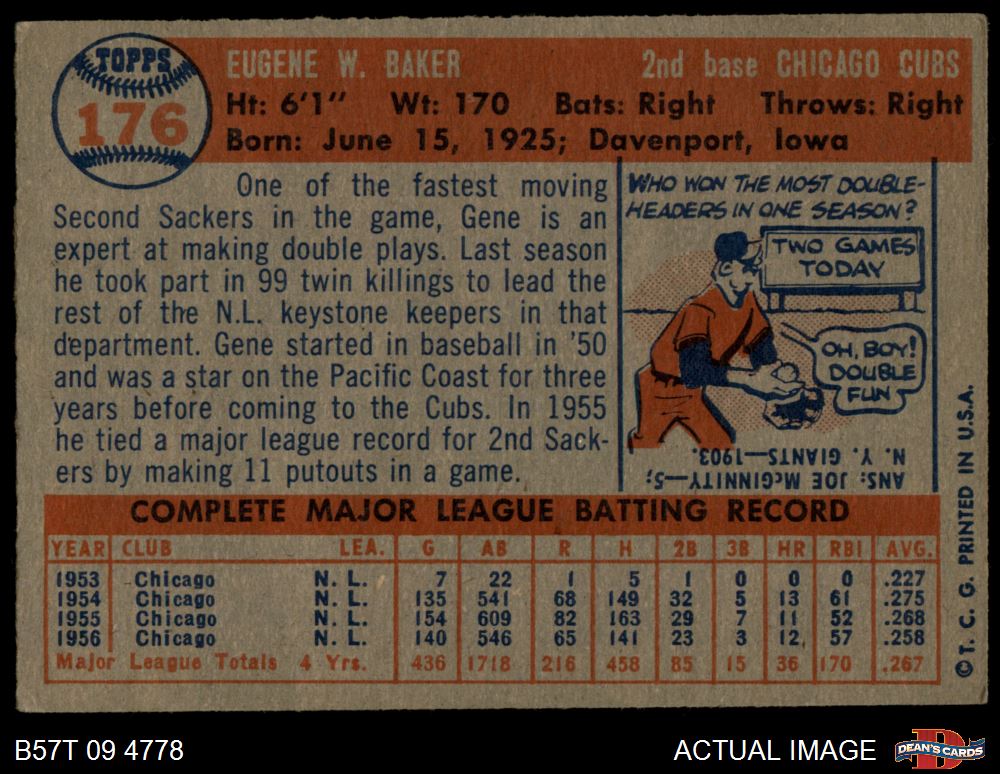 TOPPS
176
EUGENE W. BAKER 2nd base CHICAGO CUBS
Ht: 6'1" Wt: 170 Bats: Right Throws: Right
Born: June 15, 1925; Davenport, Iowa
One of the fastest moving
Second Sackers in the game, Gene is an
expert at making double plays. Last season
he took part in 99 twin killings to lead the
rest of the N.L. keystone keepers in that
department. Gene started in baseball in '50
and was a star on the Pacific Coast for three
years before coming to the Cubs. In 1955
he tied a major league record for 2nd Sack-
ers by making 11 putouts in a game.
WHO WON THE MOST DOUBLE-
HEADERS IN ONE SEASON?
TWO GAMES
TODAY
OH, BOY!
DOUBLE
FUN
ANS: JOE McGINNITY—5;
N. Y. GIANTS—1903.
COMPLETE MAJOR LEAGUE BATTING RECORD
YEAR CLUB LEA. G AB R H 2B 3B HR RBI AVG.
1953 Chicago N. L. 7 22 1 5 1 0 0 0 .227
1954 Chicago N. L. 135 541 68 149 32 5 13 61 .275
1955 Chicago N. L. 154 609 82 163 29 7 11 52 .268
1956 Chicago N. L. 140 546 65 141 23 3 12 57 .258
Major League Totals 4 Yrs. 436 1718 216 458 85 15 36 170 .267
© T. C. G. PRINTED IN U.S.A.
B57T 09 4778 ACTUAL IMAGE
D
DEAN'S CARDS